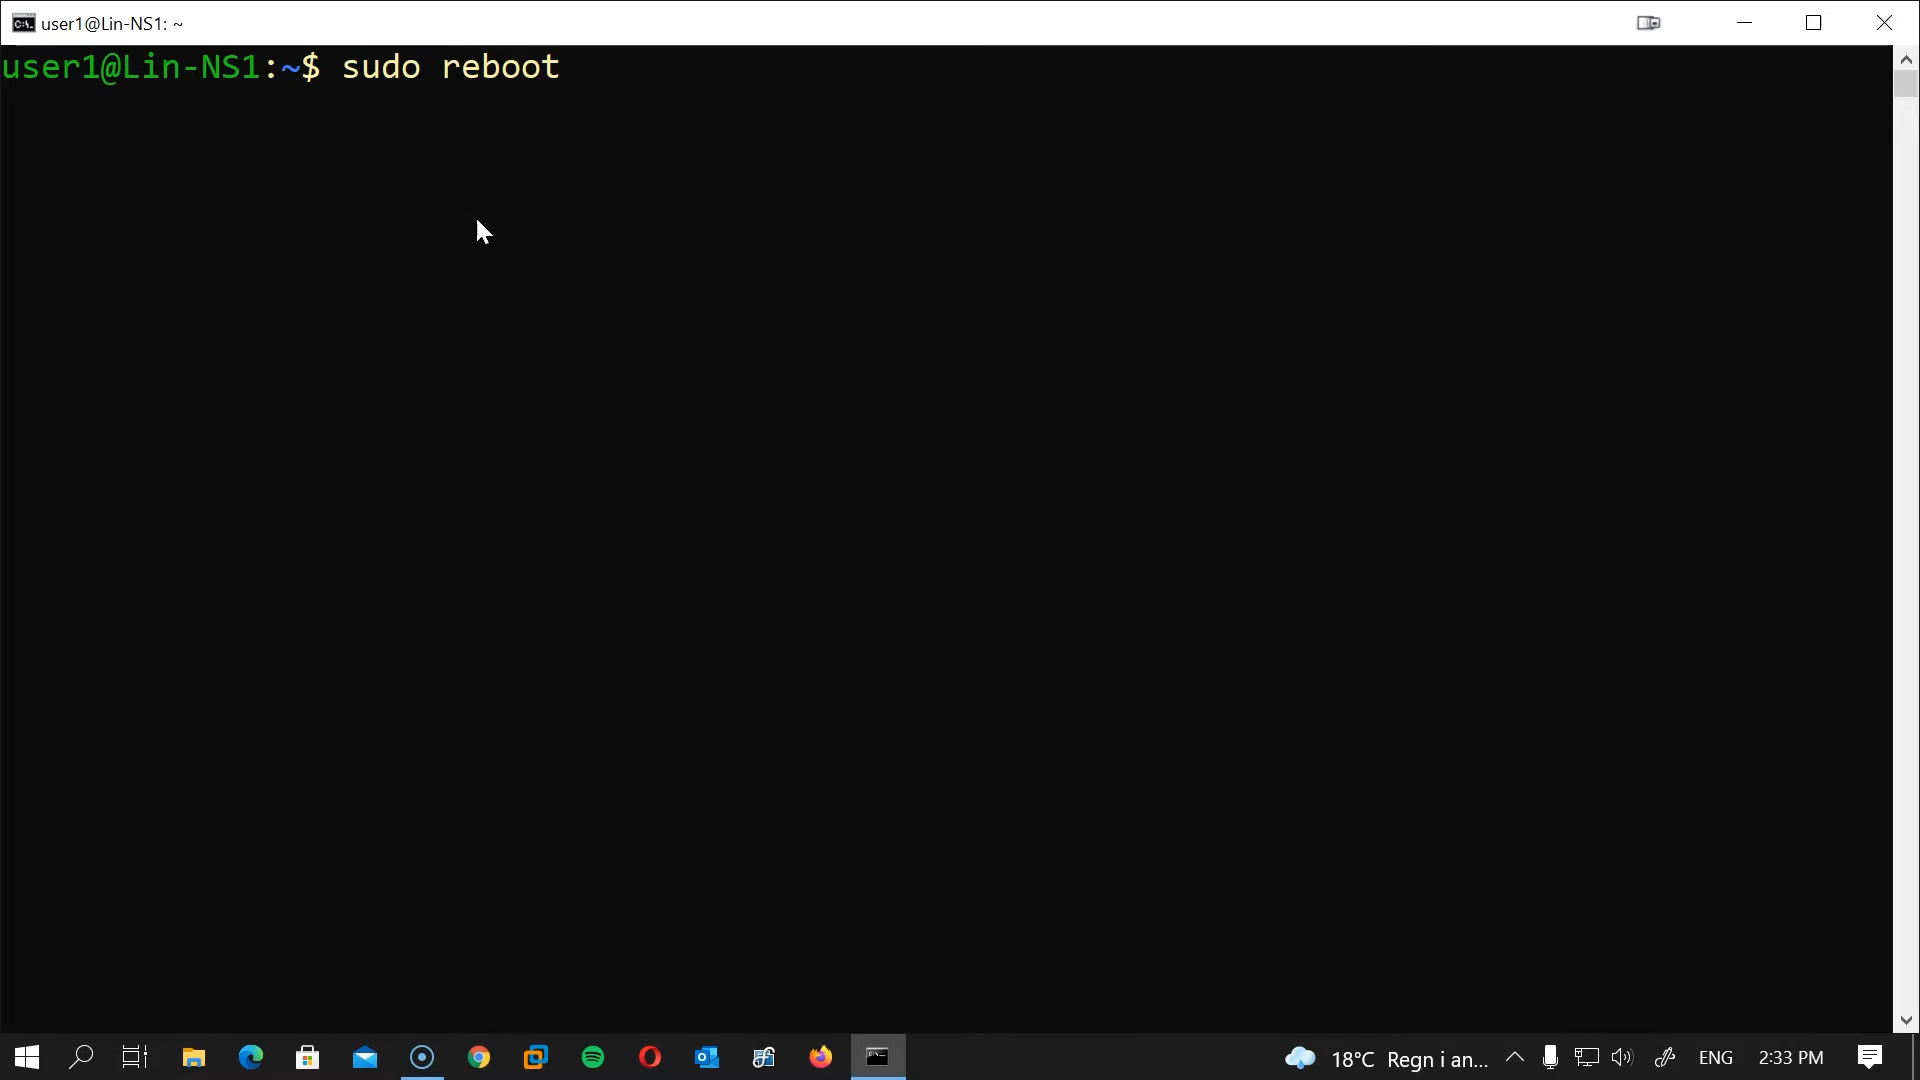 user1@Lin-NS1: ~
user1@Lin-NS1:~$ sudo reboot
18°C Regn i an... ENG 2:33 PM